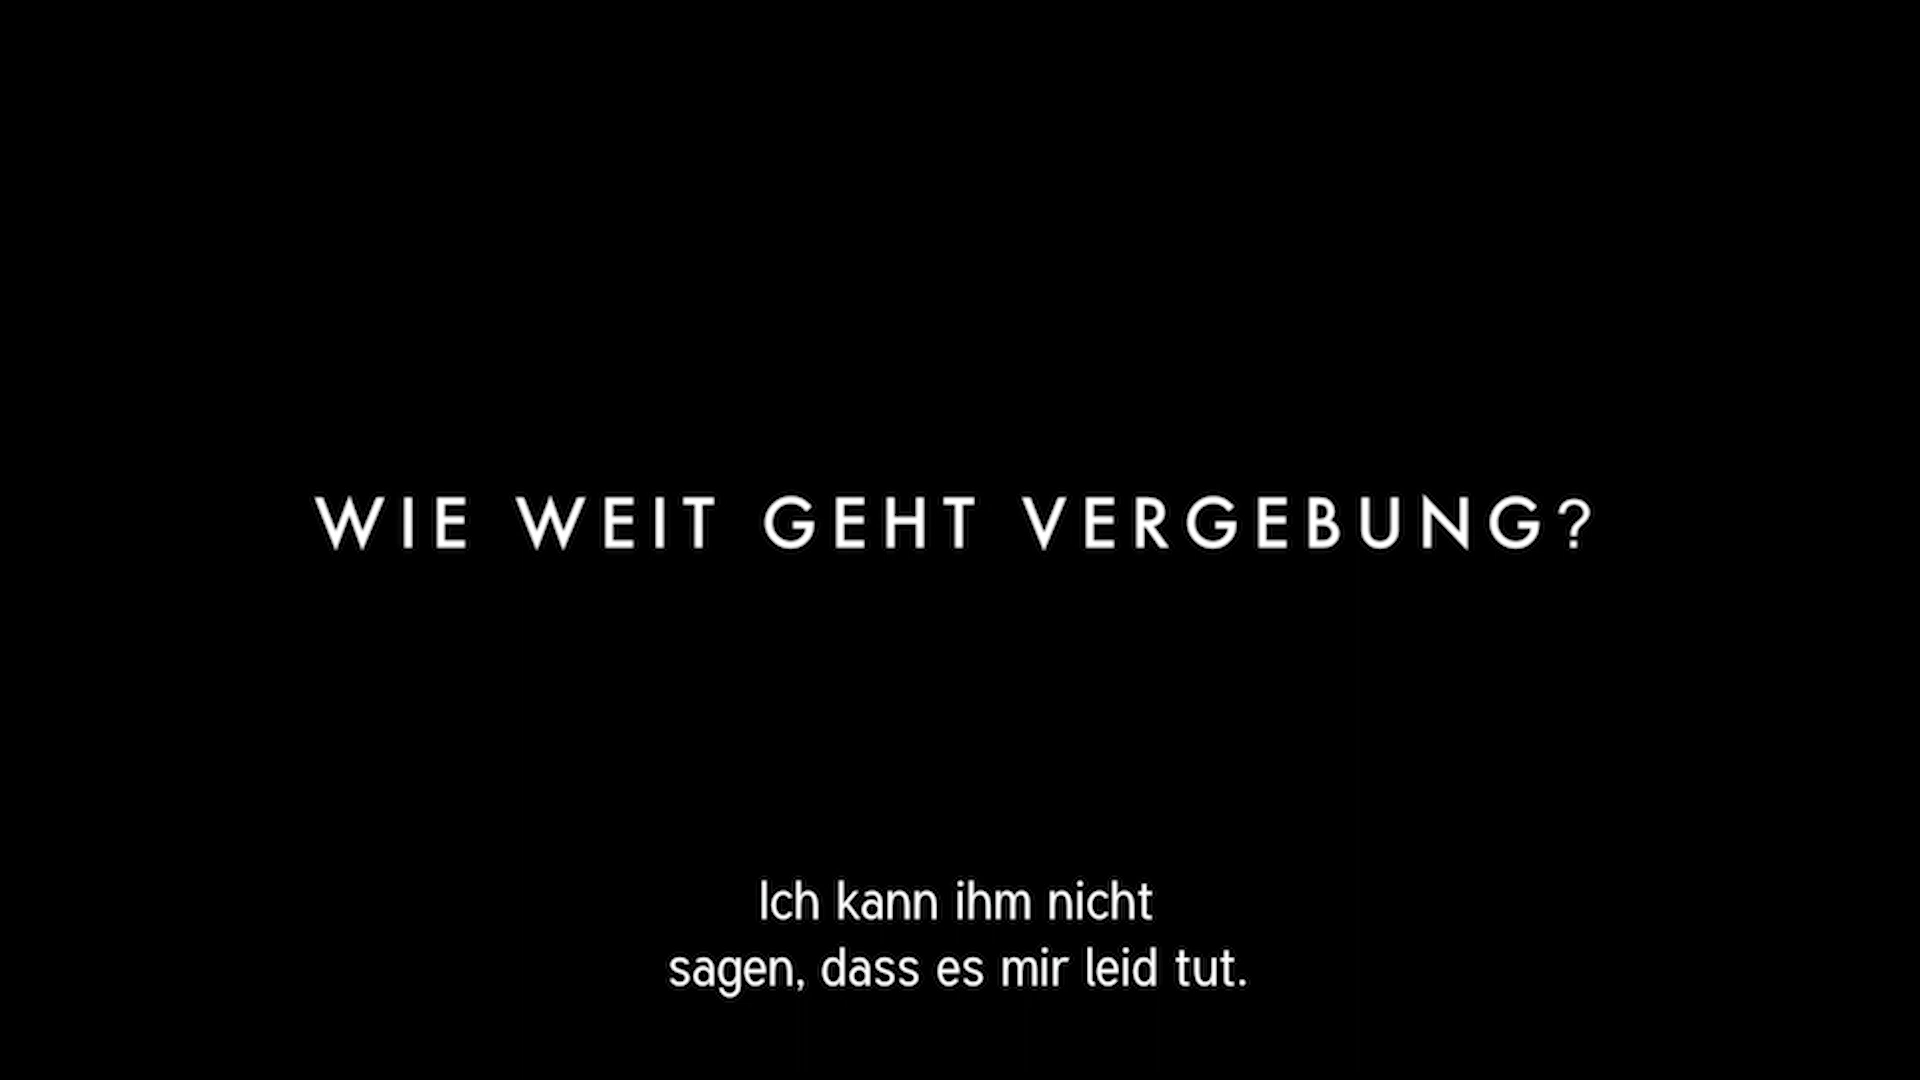 WIE WEIT GEHT VERGEBUNG?
Ich kann ihm nicht
sagen, dass es mir leid tut.